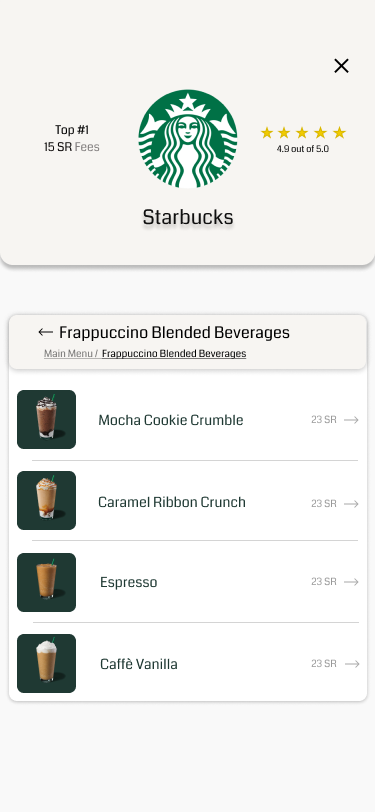 Top #1
15 SR Fees
4.9 out of 5.0
Starbucks
Frappuccino Blended Beverages
Main Menu / Frappuccino Blended Beverages
Mocha Cookie Crumble
23 SR
Caramel Ribbon Crunch
23 SR
Espresso
23 SR
Caffè Vanilla
23 SR